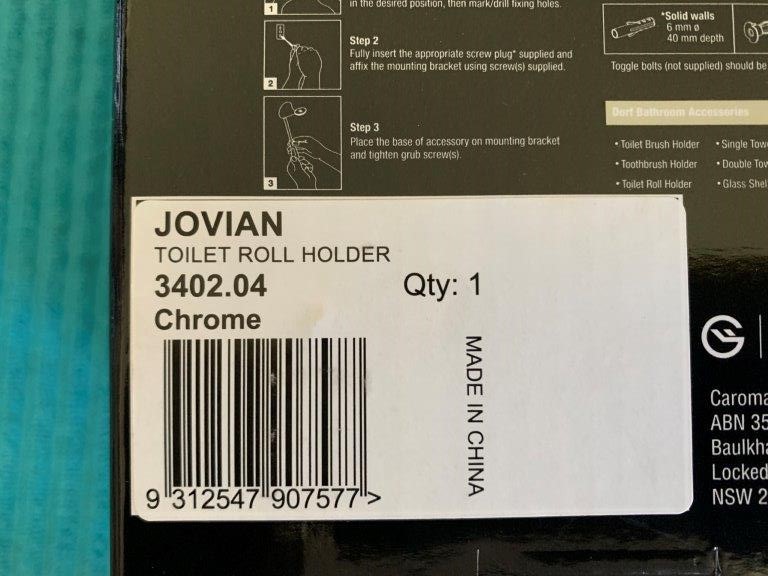 in the desired position, then mark/drill fixing holes.
1
Step 2
Fully insert the appropriate screw plug* supplied and
affix the mounting bracket using screw(s) supplied.
2
Step 3
Place the base of accessory on mounting bracket
and tighten grub screw(s).
3
*Solid walls
6 mm ø
40 mm depth
Toggle bolts (not supplied) should be
Dorf Bathroom Accessories
• Toilet Brush Holder
• Toothbrush Holder
• Toilet Roll Holder
• Single Tow
• Double Tow
• Glass Shel
JOVIAN
TOILET ROLL HOLDER
3402.04
Qty: 1
Chrome
MADE IN CHINA
9 312547 907577 >
Caroma
ABN 35
Baulkha
Locked
NSW 2